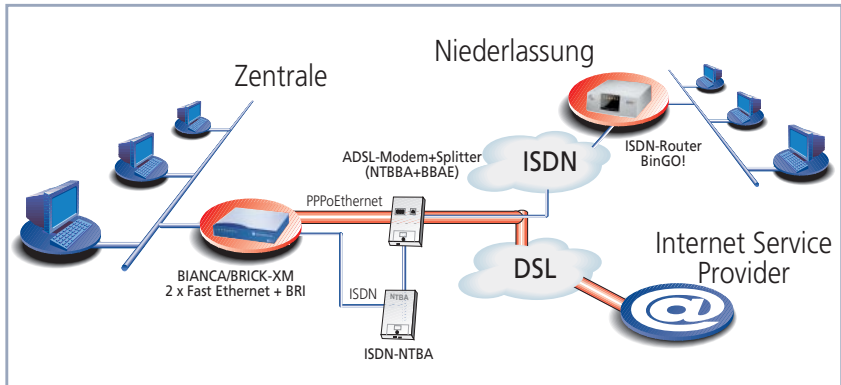 Zentrale
Niederlassung
ADSL-Modem+Splitter
(NTBBA+BBAE)
ISDN
ISDN-Router
BinGO!
PPPoEthernet
BIANCA/BRICK-XM
2 x Fast Ethernet + BRI
ISDN
NTBA
ISDN-NTBA
DSL
Internet Service
Provider
@